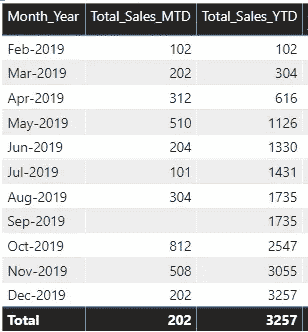 Month_Year Total_Sales_MTD Total_Sales_YTD
Feb-2019 102 102
Mar-2019 202 304
Apr-2019 312 616
May-2019 510 1126
Jun-2019 204 1330
Jul-2019 101 1431
Aug-2019 304 1735
Sep-2019 1735
Oct-2019 812 2547
Nov-2019 508 3055
Dec-2019 202 3257
Total 202 3257